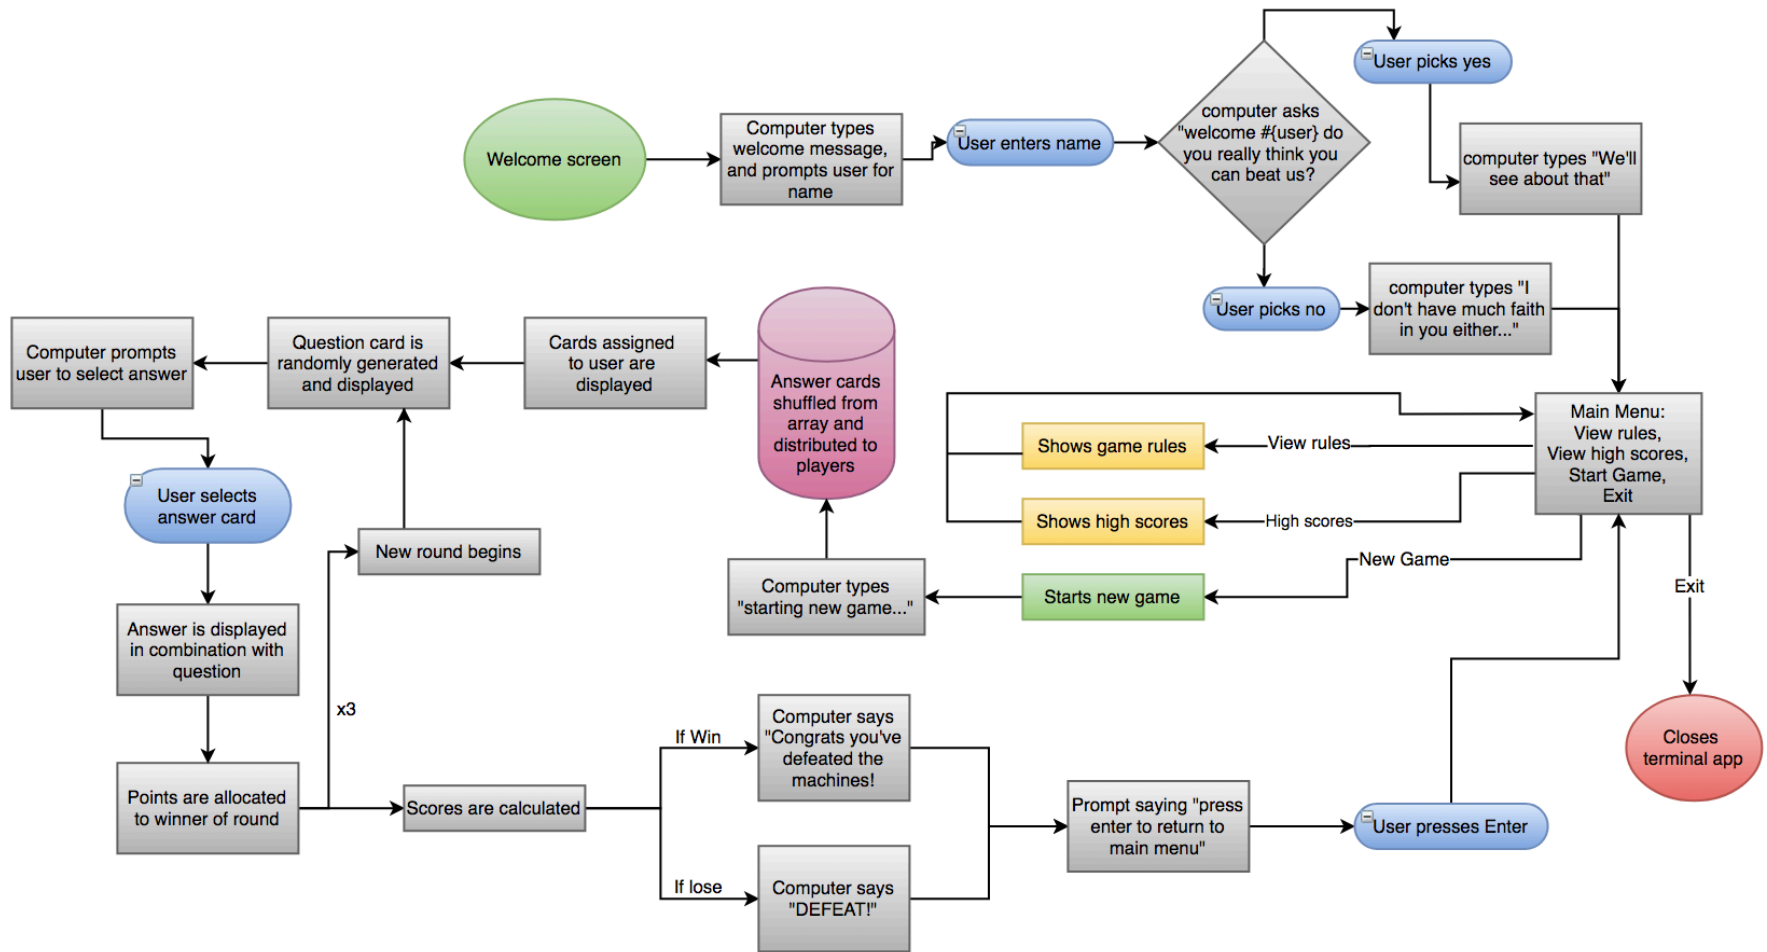 User picks yes
computer asks
"welcome #{user} do
you really think you
can beat us?
Welcome screen
Computer types
welcome message,
and prompts user for
name
User enters name
computer types "We'll
see about that"
User picks no
computer types "I
don't have much faith
in you either..."
Computer prompts
user to select answer
Question card is
randomly generated
and displayed
Cards assigned
to user are
displayed
Answer cards
shuffled from
array and
distributed to
players
Shows game rules
View rules
Main Menu:
View rules,
View high scores,
Start Game,
Exit
User selects
answer card
Shows high scores
High scores
New round begins
New Game
Computer types
"starting new game..."
Starts new game
Exit
Answer is displayed
in combination with
question
x3
If Win
Computer says
"Congrats you've
defeated the
machines!
Closes
terminal app
Points are allocated
to winner of round
Scores are calculated
Prompt saying "press
enter to return to
main menu"
User presses Enter
If lose
Computer says
"DEFEAT!"